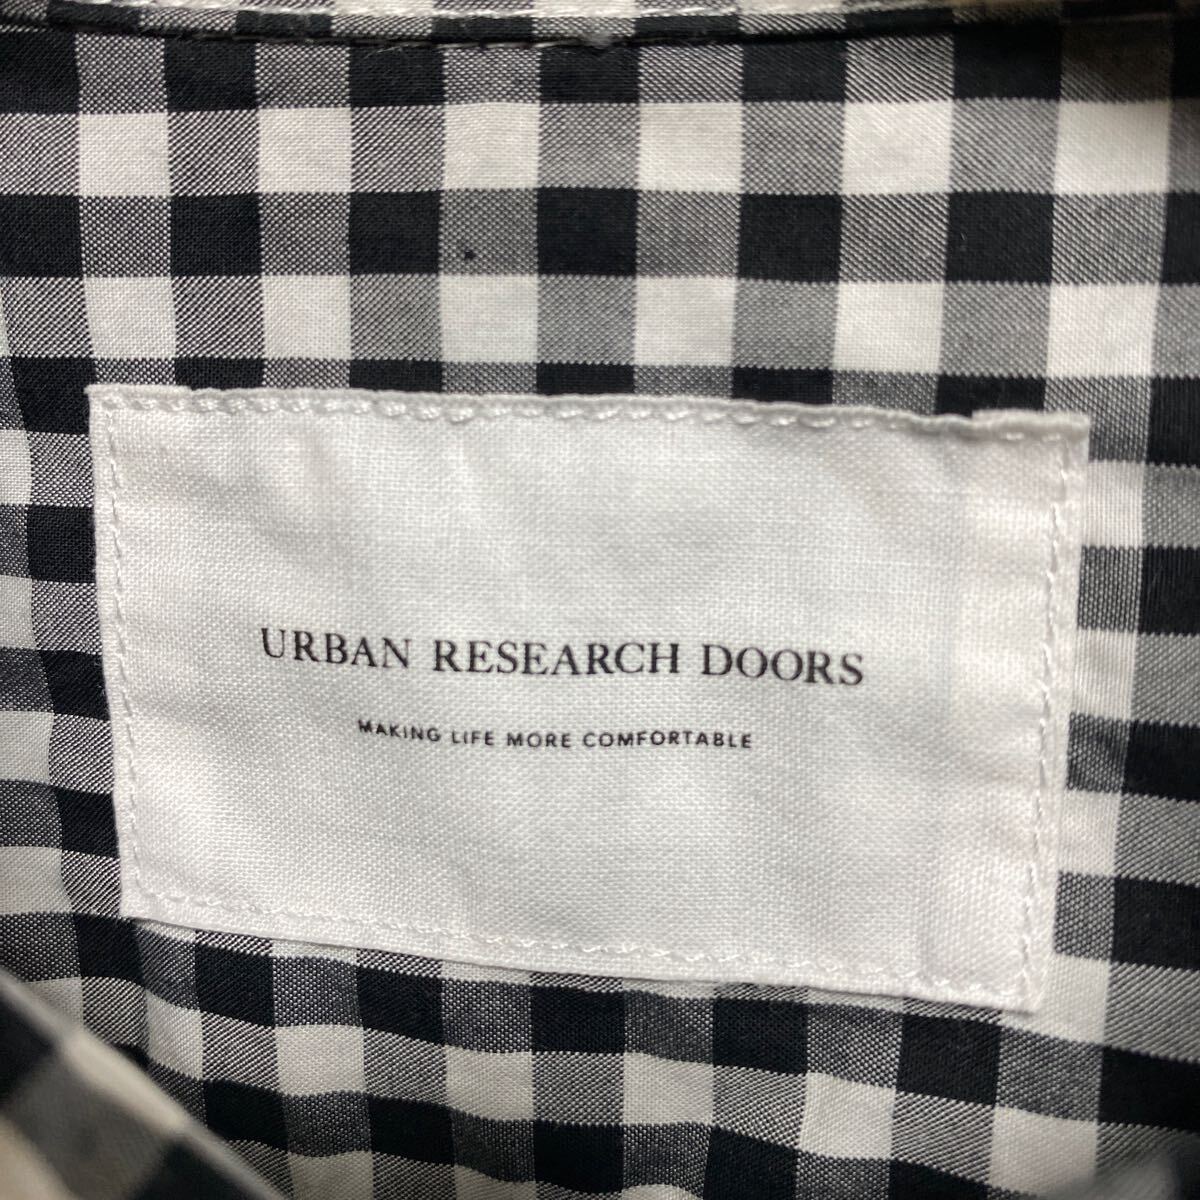 URBAN RESEARCH DOORS
MAKING LIFE MORE COMFORTABLE